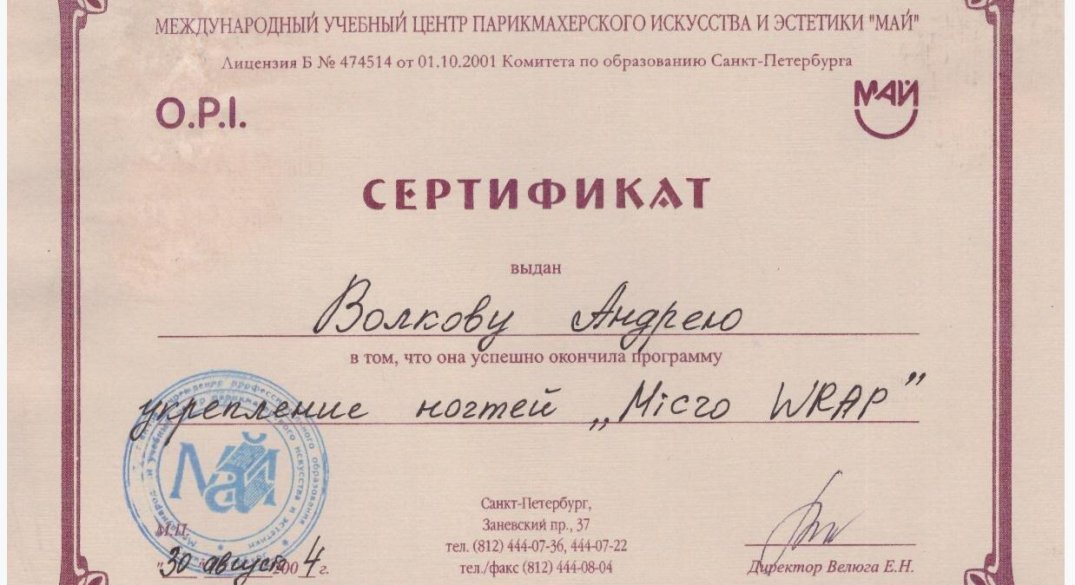 МЕЖДУНАРОДНЫЙ УЧЕБНЫЙ ЦЕНТР ПАРИКМАХЕРСКОГО ИСКУССТВА И ЭСТЕТИКИ "МАЙ"
Лицензия Б № 474514 от 01.10.2001 Комитета по образованию Санкт-Петербурга
O.P.I.
МАЙ
СЕРТИФИКАТ
выдан
Волкову Андрею
в том, что она успешно окончила программу
укрепление ногтей „Micro WRAP”
Май
М.П.
"30 августа 2004 г.
Санкт-Петербург,
Заневский пр., 37
тел. (812) 444-07-36, 444-07-22
тел./факс (812) 444-08-04
Директор Велюга Е.Н.